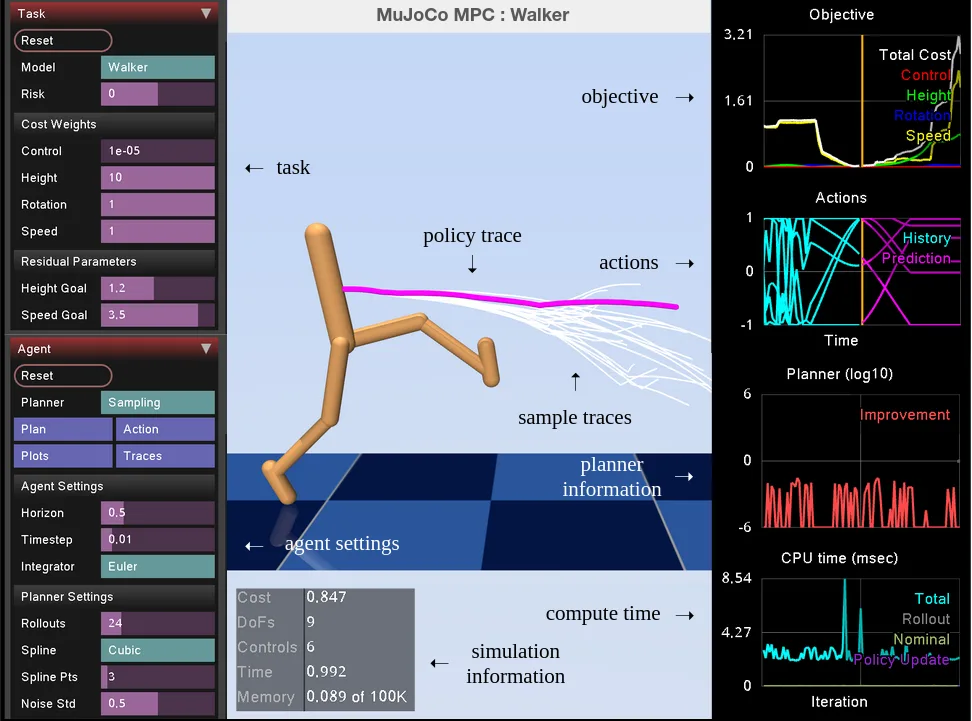 Task
Reset
Model Walker
Risk 0
Cost Weights
Control 1e-05
Height 10
Rotation 1
Speed 1
Residual Parameters
Height Goal 1.2
Speed Goal 3.5
Agent
Reset
Planner Sampling
Plan Action
Plots Traces
Agent Settings
Horizon 0.5
Timestep 0.01
Integrator Euler
Planner Settings
Rollouts 24
Spline Cubic
Spline Pts 3
Noise Std 0.5
MuJoCo MPC : Walker
objective →
← task
policy trace
↓
actions →
↑
sample traces
planner
information →
← agent settings
compute time →
← simulation
information
Cost 0.847
DoFs 9
Controls 6
Time 0.992
Memory 0.089 of 100K
Objective
3.21
1.61
0
Total Cost
Control
Height
Rotation
Speed
Actions
1
0
-1
History
Prediction
Time
Planner (log10)
6
0
-6
Improvement
CPU time (msec)
8.54
4.27
0
Total
Rollout
Nominal
Policy Update
Iteration